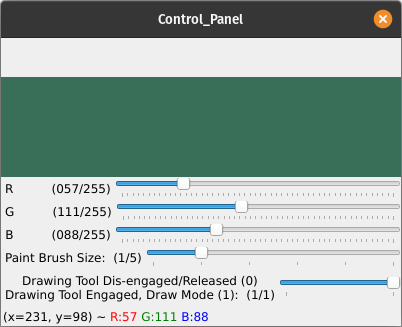 Control_Panel
R (057/255)
G (111/255)
B (088/255)
Paint Brush Size: (1/5)
Drawing Tool Dis-engaged/Released (0)
Drawing Tool Engaged, Draw Mode (1): (1/1)
(x=231, y=98) ~ R:57 G:111 B:88